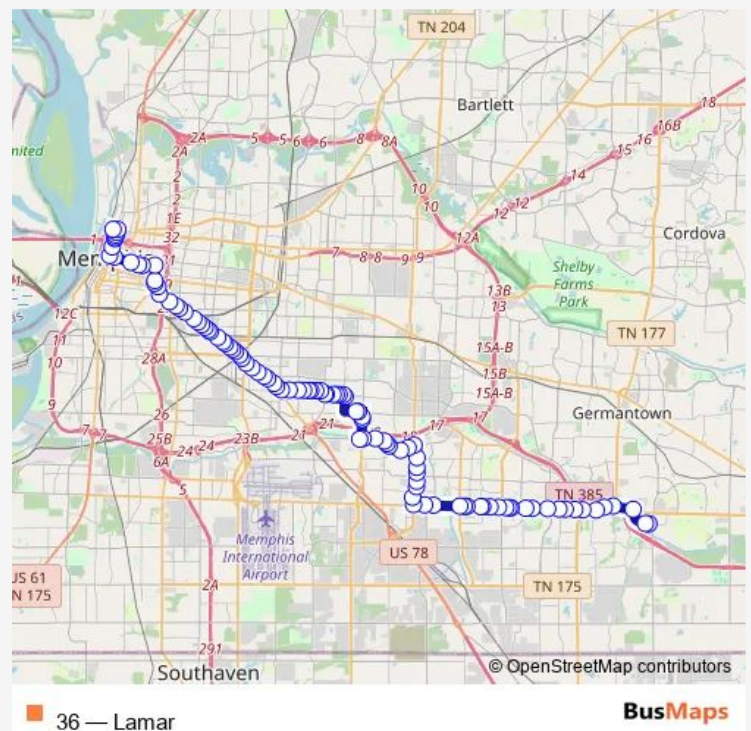 TN 204
18
Bartlett
16B
16
15
14
2A
5
5
6
6
8
8A
2A
nited
2
2
2
10
10
12
12
1E
12A
Cordova
1
32
7
8
8
9
9
Shelby
Farms
Park
13B
13
TN 177
12C
11
10
9
28A
15A-B
15B
15A-B
Germantown
26
25B
6A
24
24
23B
21
21
17
17
7
7
5
TN 385
Memphis
International
Airport
US 78
US 61
N 175
2A
TN 175
291
Southaven
© OpenStreetMap contributors
36 — Lamar
BusMaps